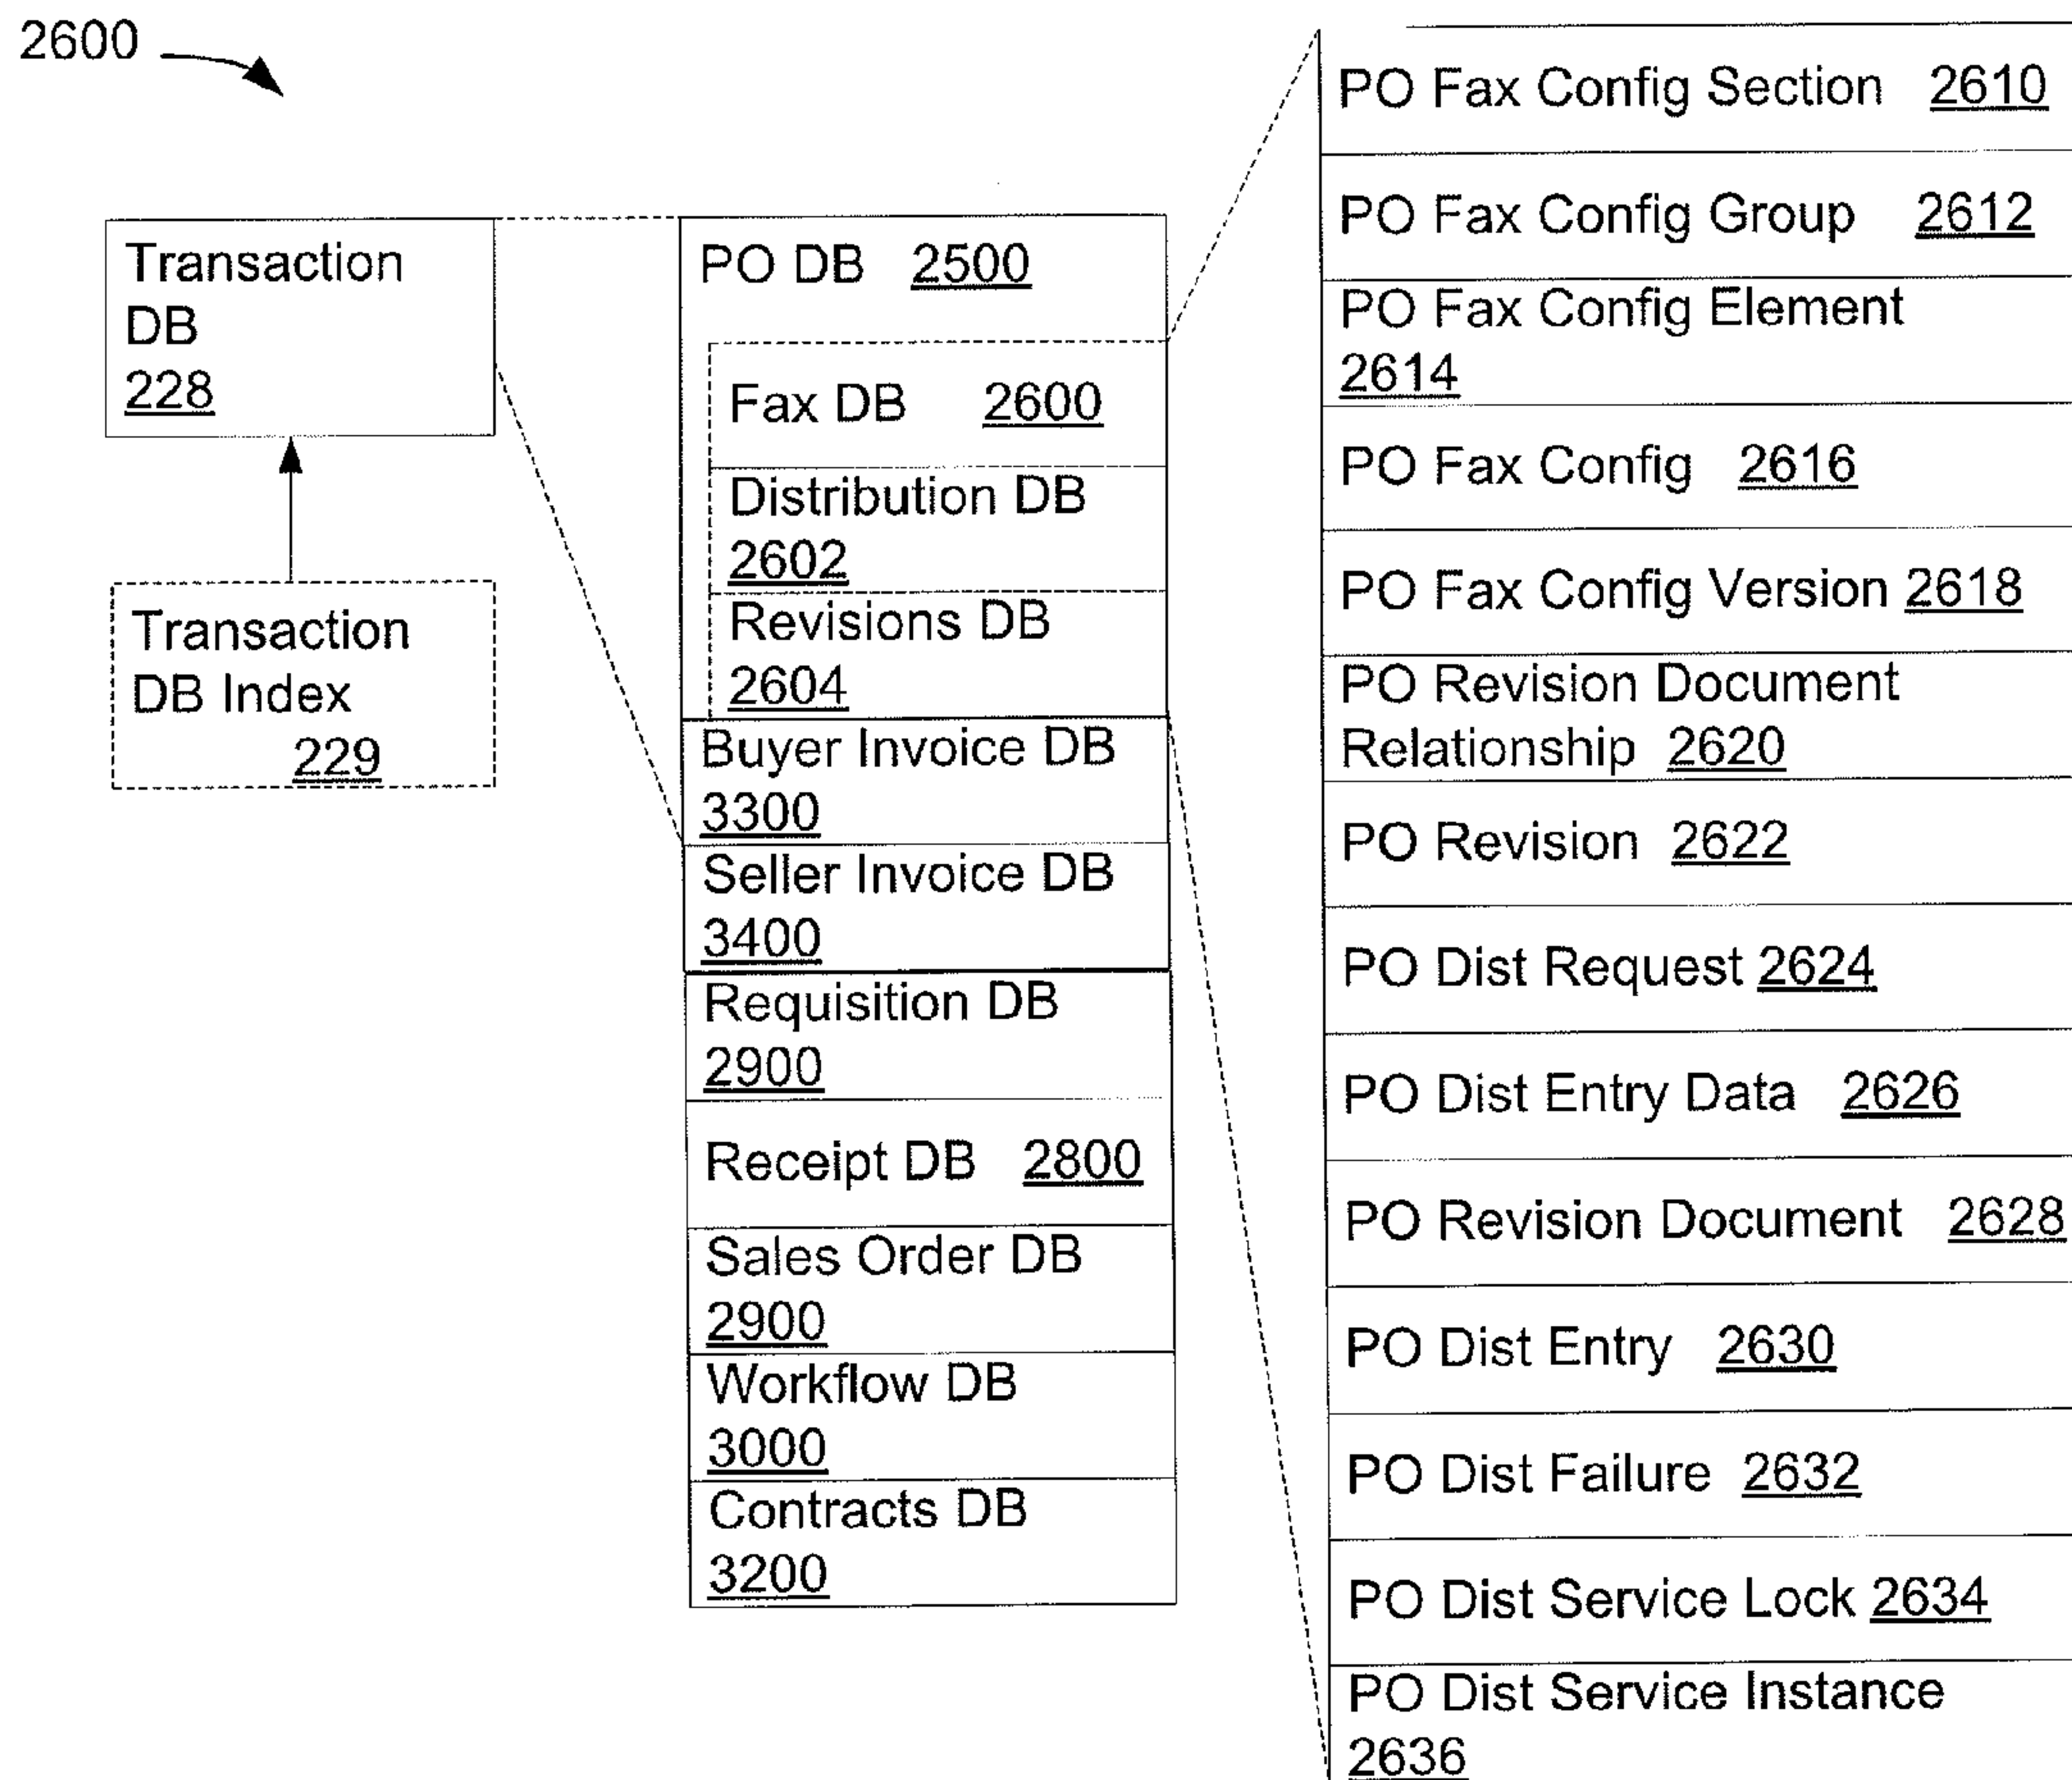 2600
Transaction
DB
228
Transaction
DB Index
229
PO DB 2500
Fax DB 2600
Distribution DB
2602
Revisions DB
2604
Buyer Invoice DB
3300
Seller Invoice DB
3400
Requisition DB
2900
Receipt DB 2800
Sales Order DB
2900
Workflow DB
3000
Contracts DB
3200
PO Fax Config Section 2610
PO Fax Config Group 2612
PO Fax Config Element
2614
PO Fax Config 2616
PO Fax Config Version 2618
PO Revision Document
Relationship 2620
PO Revision 2622
PO Dist Request 2624
PO Dist Entry Data 2626
PO Revision Document 2628
PO Dist Entry 2630
PO Dist Failure 2632
PO Dist Service Lock 2634
PO Dist Service Instance
2636